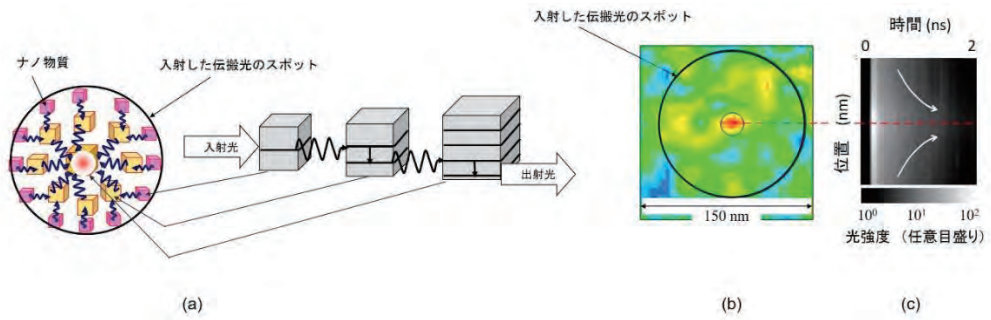 ナノ物質
入射した伝搬光のスポット
入射光
出射光
(a)
入射した伝搬光のスポット
150 nm
(b)
時間 (ns)
0 2
位置 (nm)
10⁰ 10¹ 10²
光強度 (任意目盛り)
(c)